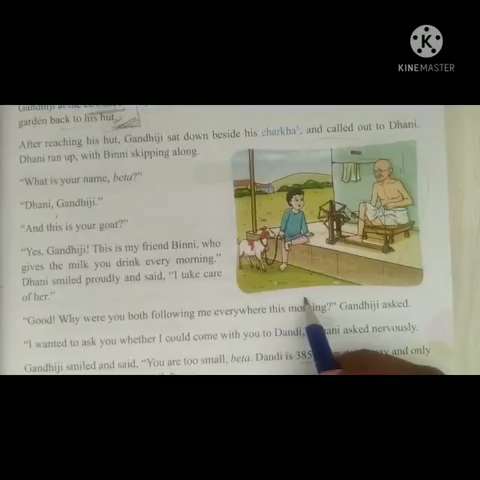 K
KINEMASTER
Gandhiji at the
garden back to his hut.
After reaching his hut, Gandhiji sat down beside his charkha, and called out to Dhani.
Dhani ran up, with Binni skipping along.
"What is your name, beta?"
"Dhani, Gandhiji."
"And this is your goat?"
"Yes, Gandhiji! This is my friend Binni, who
gives the milk you drink every morning."
Dhani smiled proudly and said, "I take care
of her."
"Good! Why were you both following me everywhere this morning?" Gandhiji asked.
"I wanted to ask you whether I could come with you to Dandi, asked nervously.
Gandhiji smiled and said, "You are too small, beta. Dandi is 385 and only